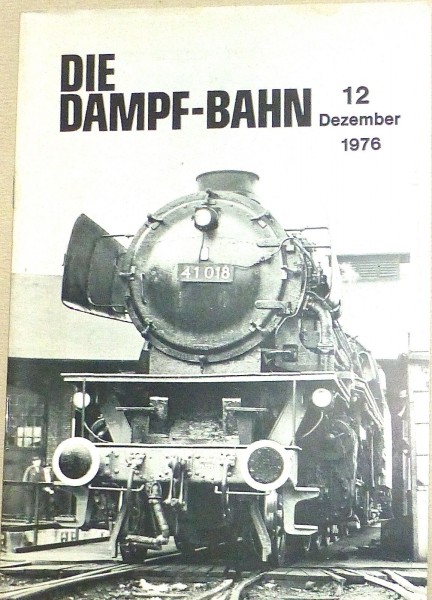 DIE
DAMPF-BAHN
12
Dezember
1976
41 018